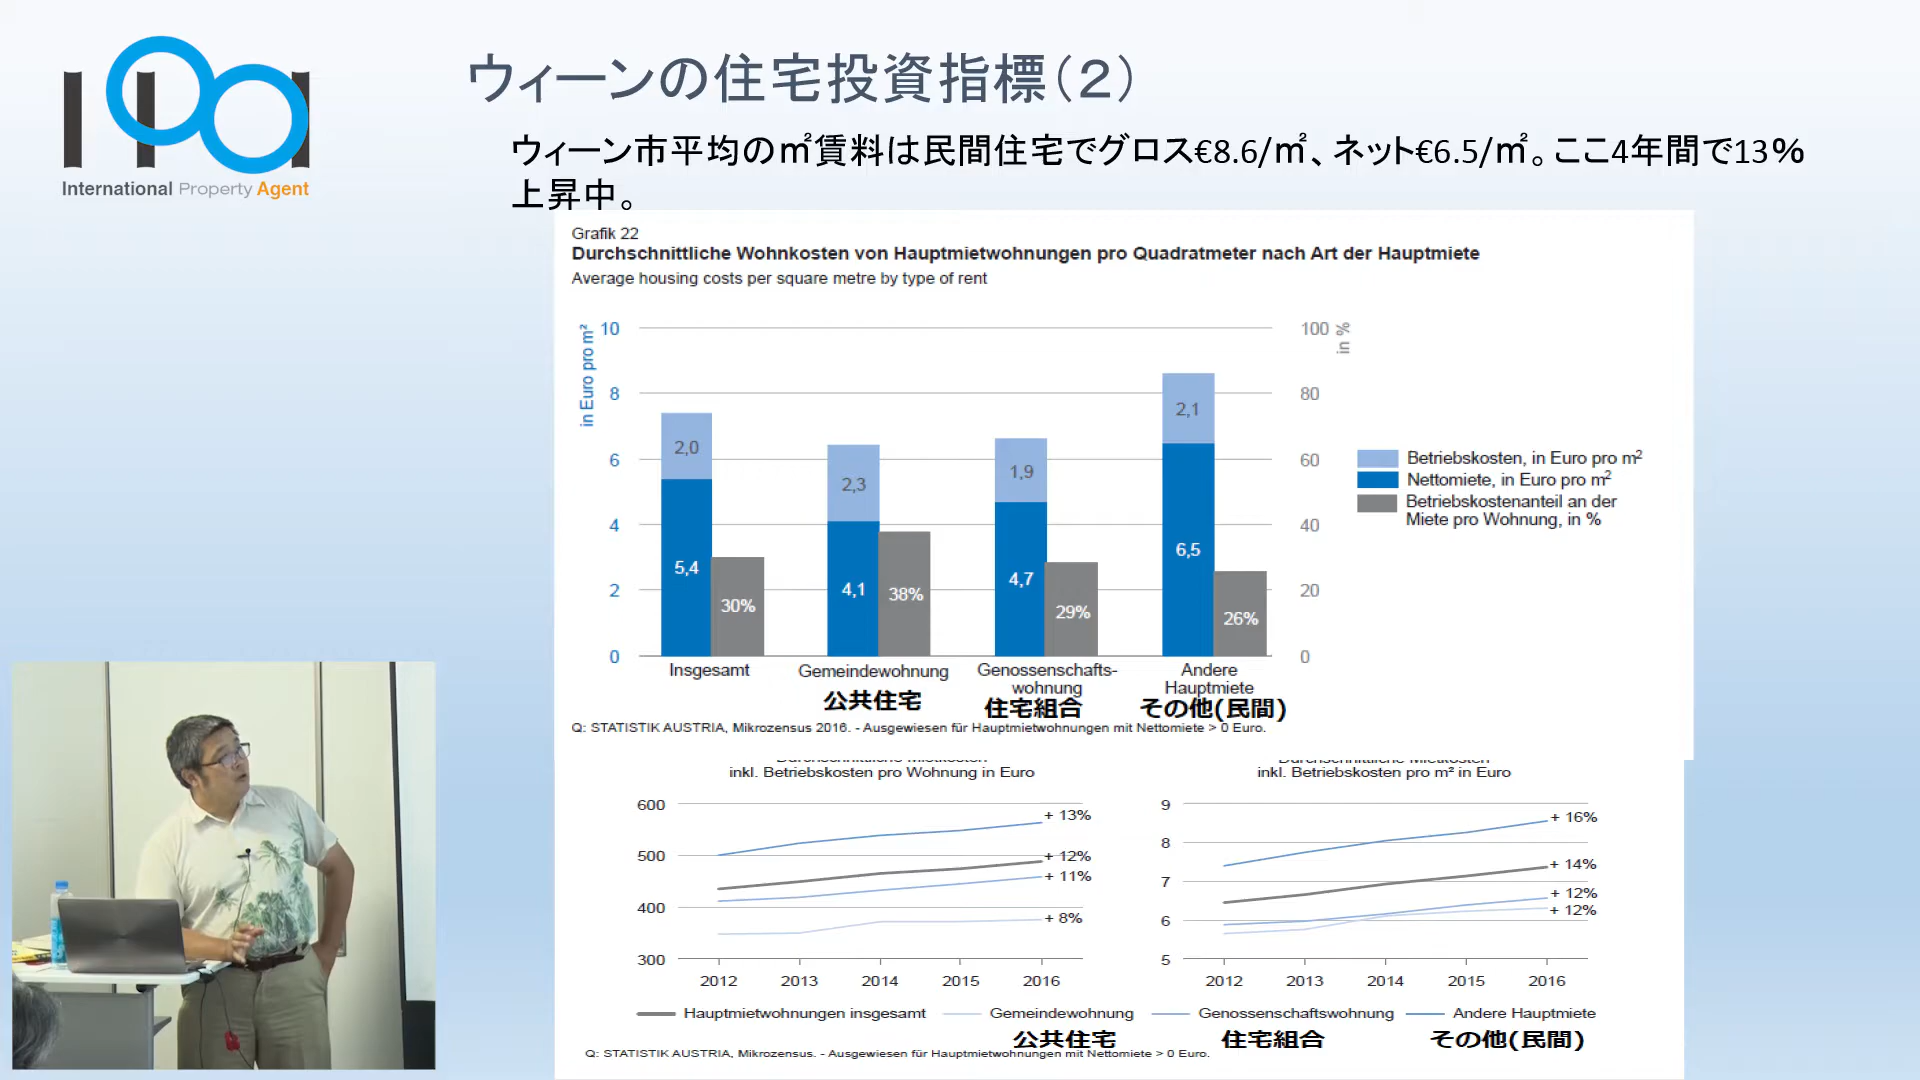 International Property Agent
ウィーンの住宅投資指標（２）
ウィーン市平均の㎡賃料は民間住宅でグロス€8.6/㎡、ネット€6.5/㎡。ここ4年間で13％
上昇中。
Grafik 22
Durchschnittliche Wohnkosten von Hauptmietwohnungen pro Quadratmeter nach Art der Hauptmiete
Average housing costs per square metre by type of rent
in Euro pro m²
10
8
6
4
2
0
100
80
60
40
20
0
in %
2,0
5,4
30%
2,3
4,1
38%
1,9
4,7
29%
2,1
6,5
26%
Betriebskosten, in Euro pro m²
Nettomiete, in Euro pro m²
Betriebskostenanteil an der
Miete pro Wohnung, in %
Insgesamt
Gemeindewohnung
公共住宅
Genossenschafts-
wohnung
住宅組合
Andere
Hauptmiete
その他(民間)
Q: STATISTIK AUSTRIA, Mikrozensus 2016. - Ausgewiesen für Hauptmietwohnungen mit Nettomiete > 0 Euro.
Durchschnittliche Mietkosten
inkl. Betriebskosten pro Wohnung in Euro
600
500
400
300
+ 13%
+ 12%
+ 11%
+ 8%
2012 2013 2014 2015 2016
Durchschnittliche Mietkosten
inkl. Betriebskosten pro m² in Euro
9
8
7
6
5
+ 16%
+ 14%
+ 12%
+ 12%
2012 2013 2014 2015 2016
Hauptmietwohnungen insgesamt Gemeindewohnung Genossenschaftswohnung Andere Hauptmiete
公共住宅 住宅組合 その他(民間)
Q: STATISTIK AUSTRIA, Mikrozensus. - Ausgewiesen für Hauptmietwohnungen mit Nettomiete > 0 Euro.